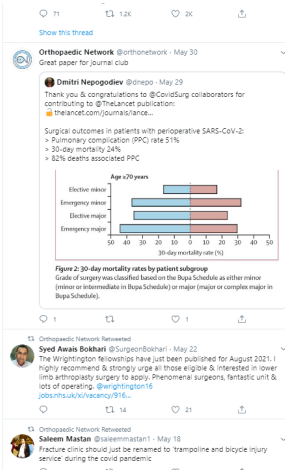 71 1.2K 2K
Show this thread
Orthopaedic Network @orthonetwork · May 30
Great paper for journal club
Dmitri Nepogodiev @dnepo · May 29
Thank you & congratulations to @CovidSurg collaborators for
contributing to @TheLancet publication:
thelancet.com/journals/lance...
Surgical outcomes in patients with perioperative SARS-CoV-2:
> Pulmonary complication (PPC) rate 51%
> 30-day mortality 24%
> 82% deaths associated PPC
Age ≥70 years
Elective minor
Emergency minor
Elective major
Emergency major
50 40 30 20 10 0 10 20 30 40 50
30-day mortality rate (%)
Figure 2: 30-day mortality rates by patient subgroup
Grade of surgery was classified based on the Bupa Schedule as either minor
(minor or intermediate in Bupa Schedule) or major (major or complex major in
Bupa Schedule).
1 1
Orthopaedic Network Retweeted
Syed Awais Bokhari @SurgeonBokhari · May 22
The Wrightington fellowships have just been published for August 2021. I
highly recommend & strongly urge all those eligible & interested in lower
limb arthroplasty surgery to apply. Phenomenal surgeons, fantastic unit &
lots of operating. @wrightington16
jobs.nhs.uk/xi/vacancy/916...
14 21
Orthopaedic Network Retweeted
Saleem Mastan @saleemmastan1 · May 18
Fracture clinic should just be renamed to 'trampoline and bicycle injury
service' during the covid pandemic